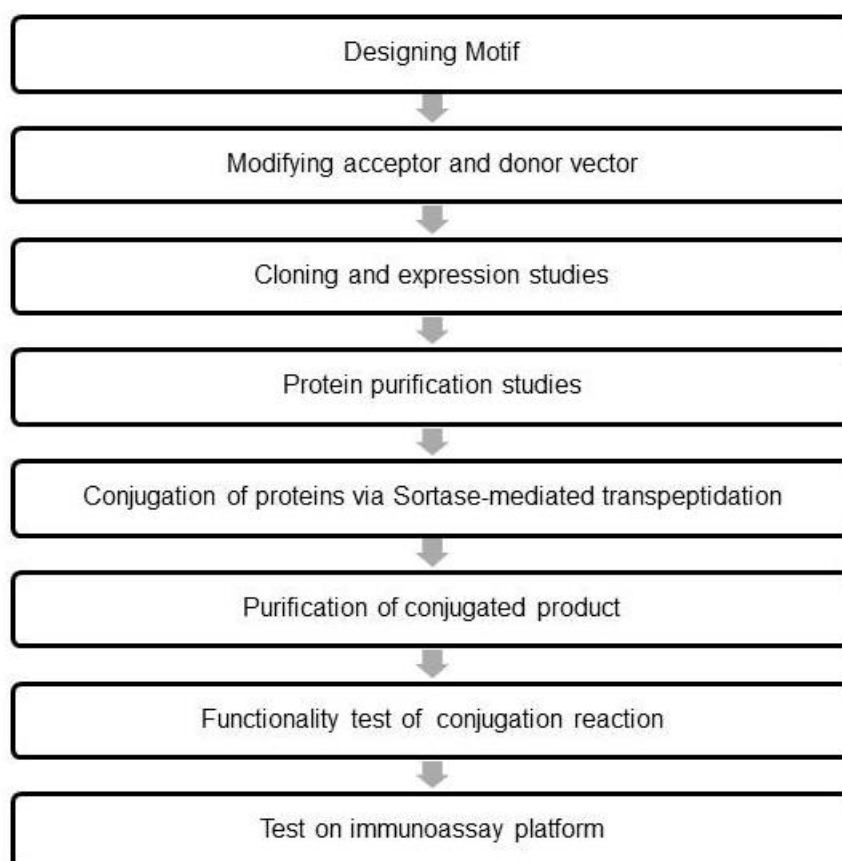 Designing Motif
Modifying acceptor and donor vector
Cloning and expression studies
Protein purification studies
Conjugation of proteins via Sortase-mediated transpeptidation
Purification of conjugated product
Functionality test of conjugation reaction
Test on immunoassay platform